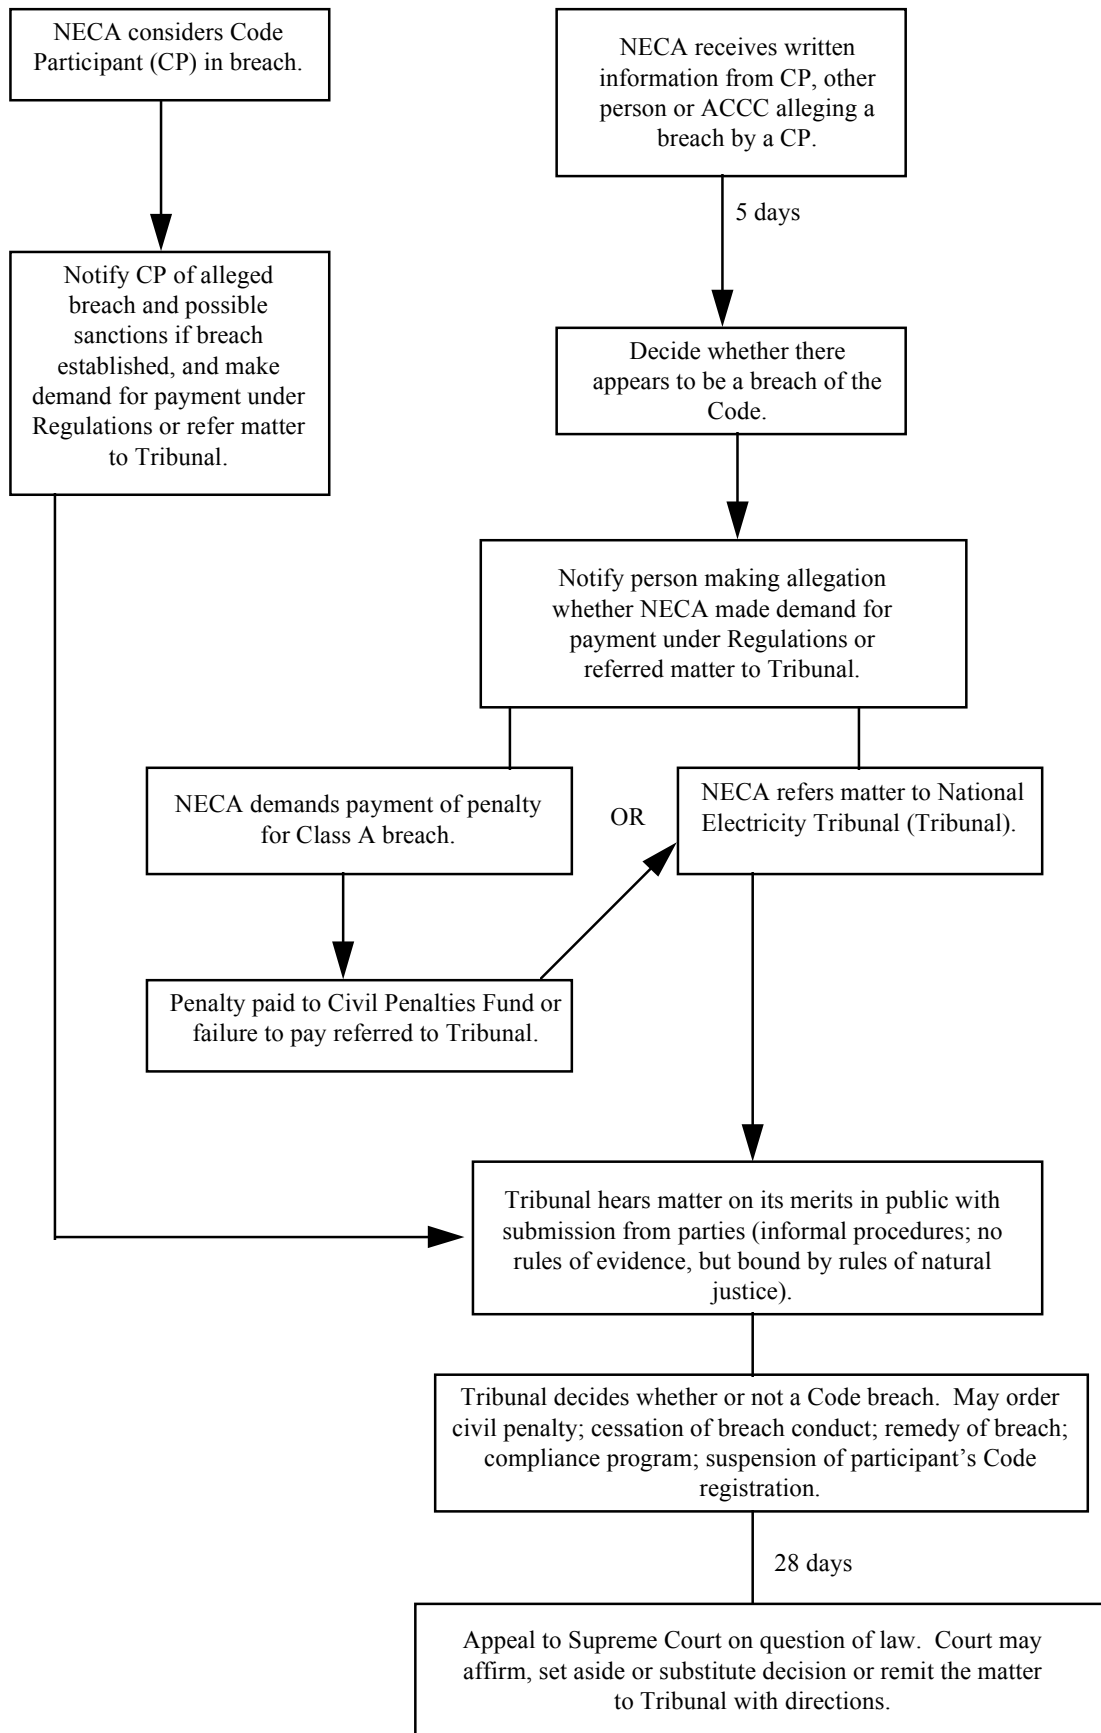 NECA considers Code
Participant (CP) in breach.
NECA receives written
information from CP, other
person or ACCC alleging a
breach by a CP.
5 days
Notify CP of alleged
breach and possible
sanctions if breach
established, and make
demand for payment under
Regulations or refer matter
to Tribunal.
Decide whether there
appears to be a breach of the
Code.
Notify person making allegation
whether NECA made demand for
payment under Regulations or
referred matter to Tribunal.
NECA demands payment of penalty
for Class A breach.
OR
NECA refers matter to National
Electricity Tribunal (Tribunal).
Penalty paid to Civil Penalties Fund or
failure to pay referred to Tribunal.
Tribunal hears matter on its merits in public with
submission from parties (informal procedures; no
rules of evidence, but bound by rules of natural
justice).
Tribunal decides whether or not a Code breach.  May order
civil penalty; cessation of breach conduct; remedy of breach;
compliance program; suspension of participant’s Code
registration.
28 days
Appeal to Supreme Court on question of law.  Court may
affirm, set aside or substitute decision or remit the matter
to Tribunal with directions.